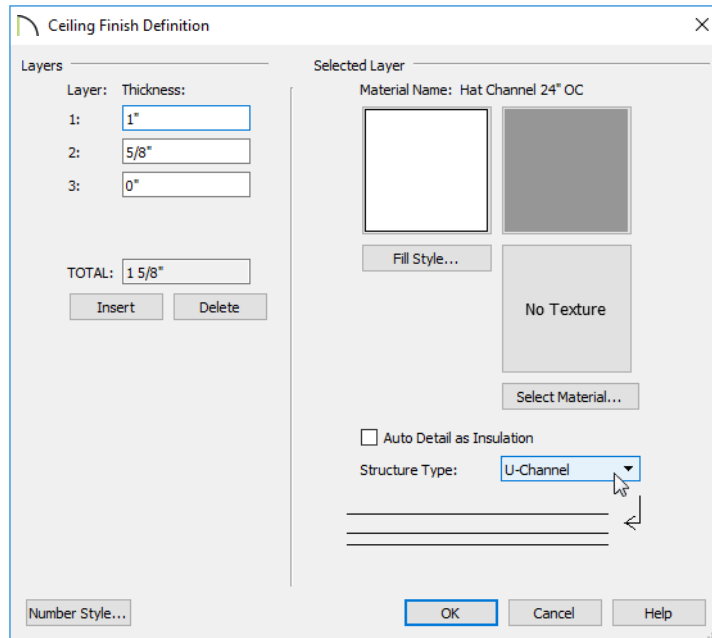 Ceiling Finish Definition
Layers
Layer: Thickness:
1: 1"
2: 5/8"
3: 0"
TOTAL: 1 5/8"
Insert Delete
Number Style...
Selected Layer
Material Name: Hat Channel 24" OC
Fill Style...
No Texture
Select Material...
Auto Detail as Insulation
Structure Type: U-Channel
OK Cancel Help